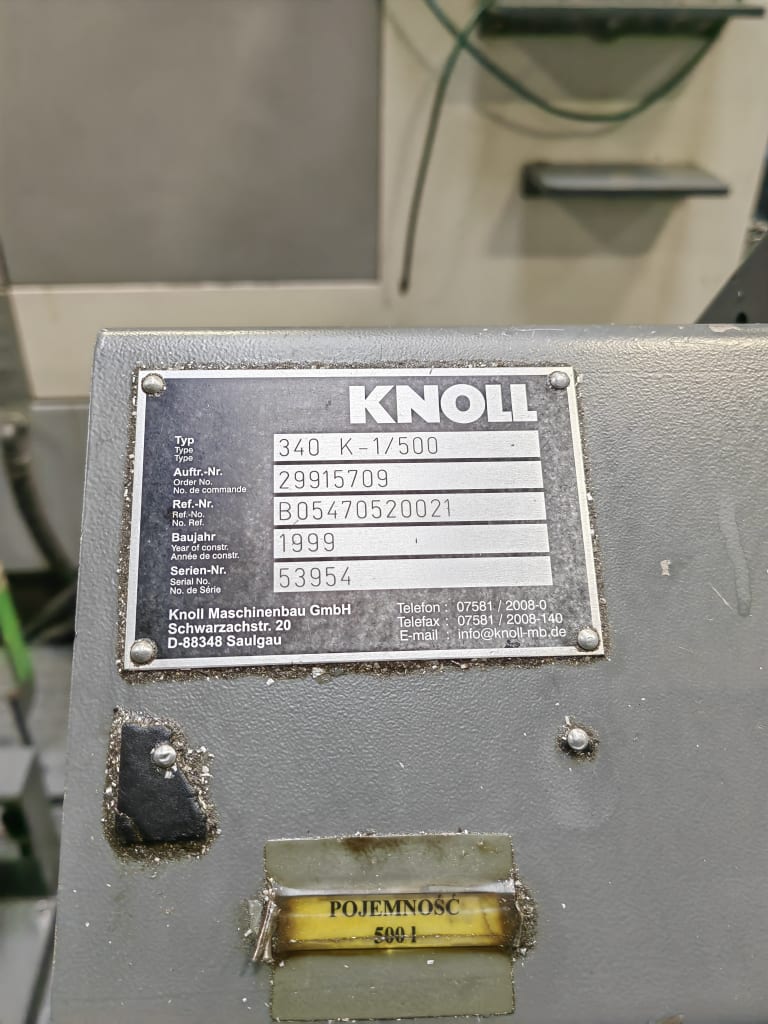 KNOLL
Typ
Type
Type
340 K-1/500
Auftr.-Nr.
Order No.
No. de commande
29915709
Ref.-Nr.
Ref.-No.
No. Ref.
B05470520021
Baujahr
Year of constr.
Année de constr.
1999
Serien-Nr.
Serial No.
No. de Série
53954
Knoll Maschinenbau GmbH
Schwarzachstr. 20
D-88348 Saulgau
Telefon : 07581 / 2008-0
Telefax : 07581 / 2008-140
E-mail : info@knoll-mb.de
POJEMNOŚĆ
500 l